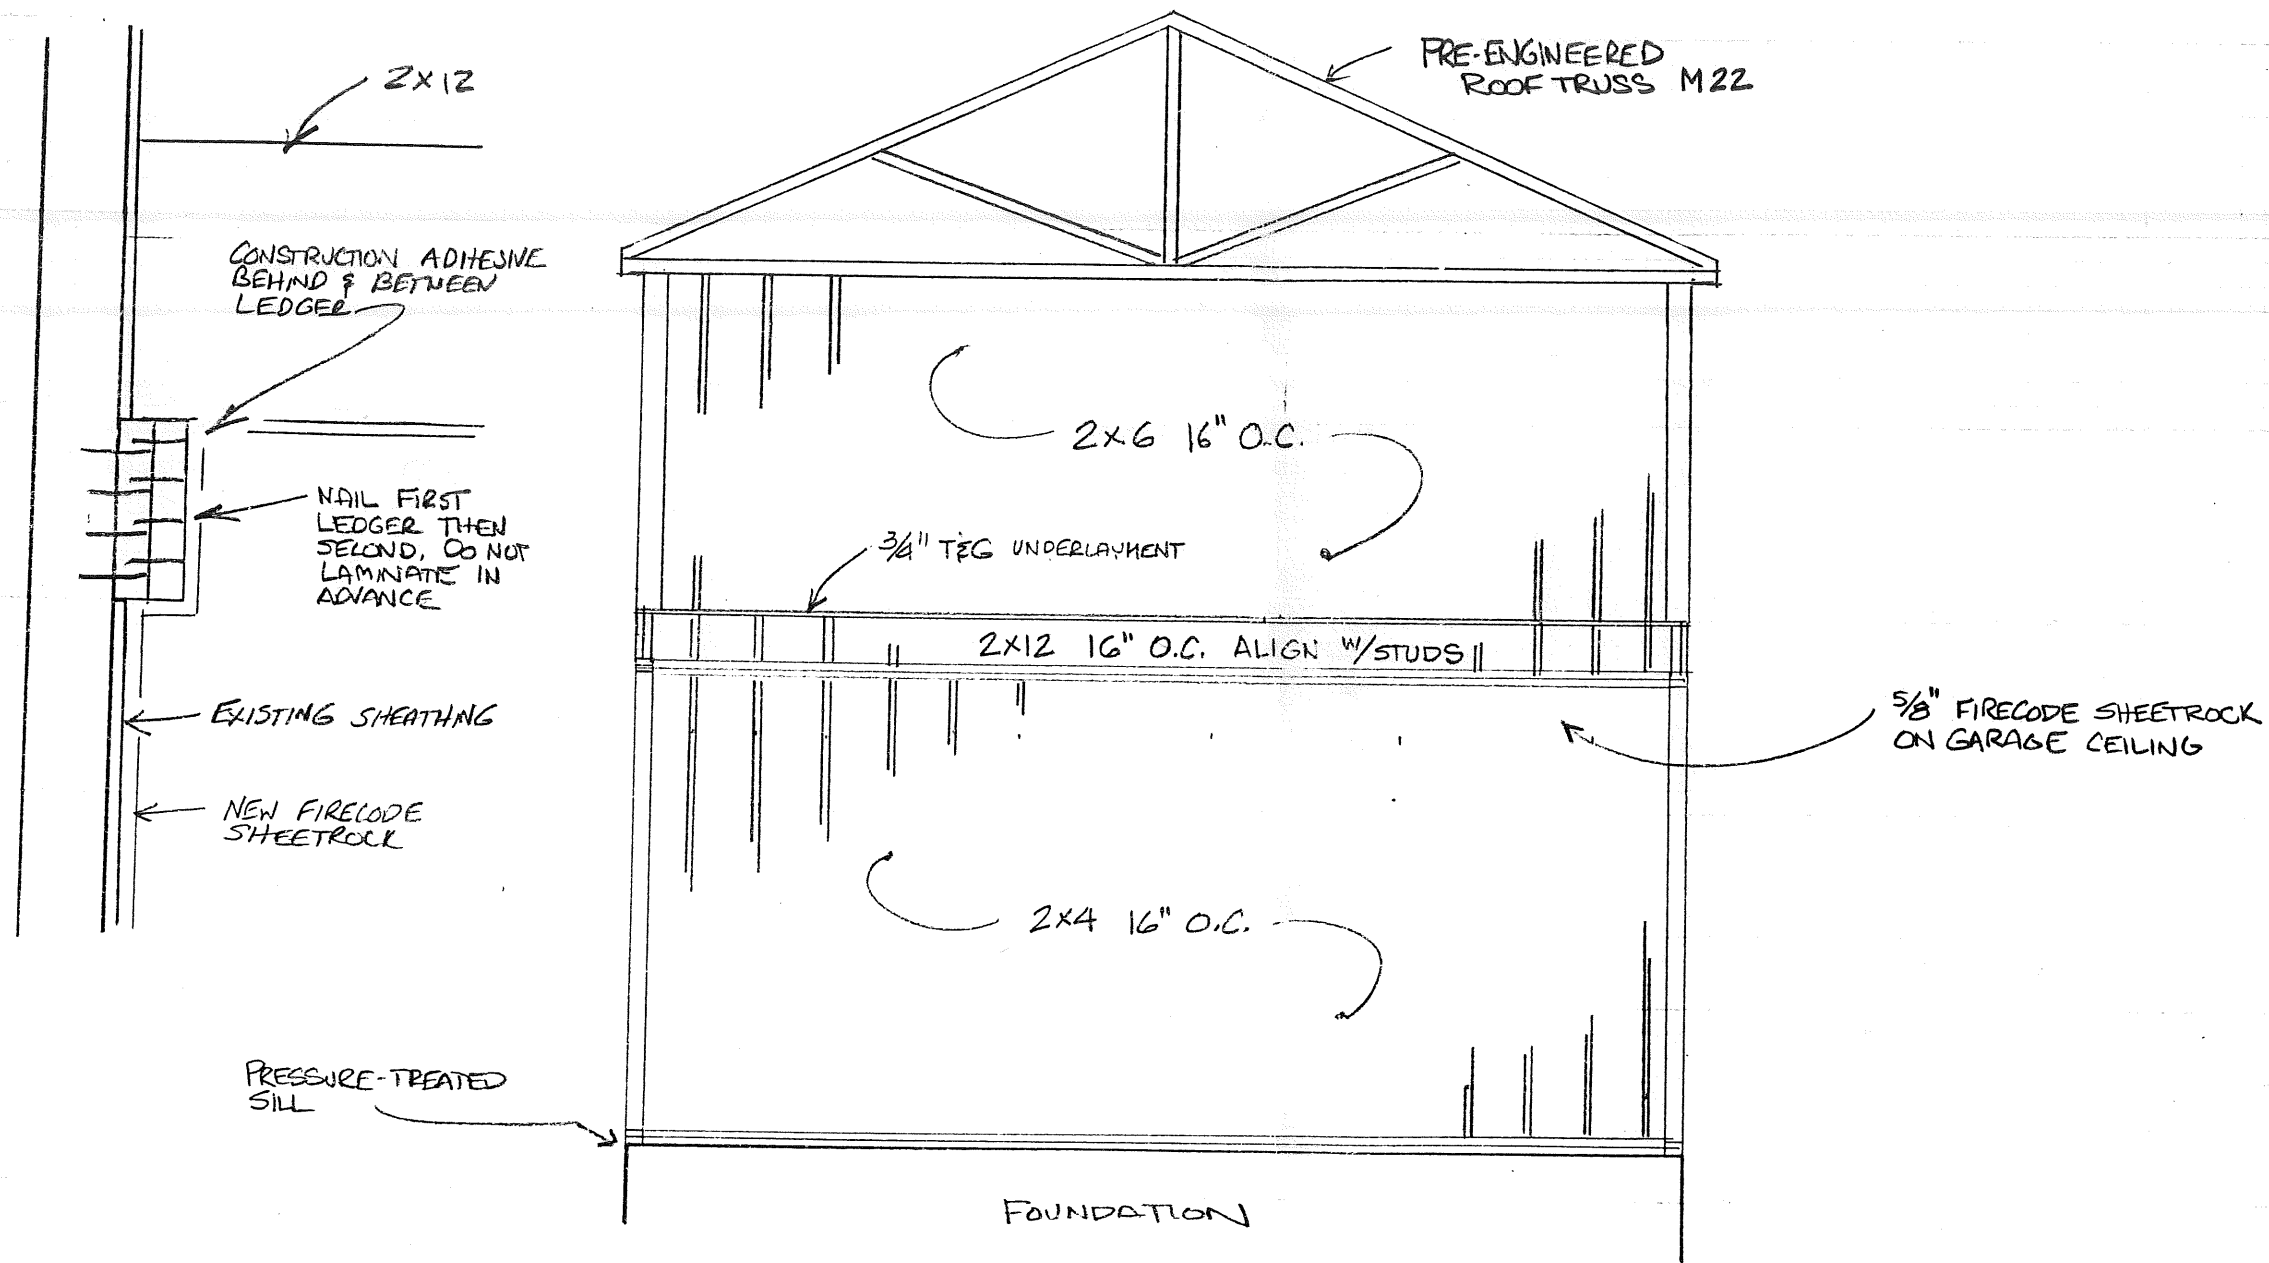 2x12
PRE-ENGINEERED
ROOF TRUSS M22
CONSTRUCTION ADHESIVE
BEHIND & BETWEEN
LEDGER
2x6 16" O.C.
NAIL FIRST
LEDGER THEN
SECOND. DO NOT
LAMINATE IN
ADVANCE
3/4" T&G UNDERLAYMENT
2x12 16" O.C. ALIGN W/STUDS
EXISTING SHEATHING
5/8" FIRECODE SHEETROCK
ON GARAGE CEILING
NEW FIRECODE
SHEETROCK
2x4 16" O.C.
PRESSURE-TREATED
SILL
FOUNDATION